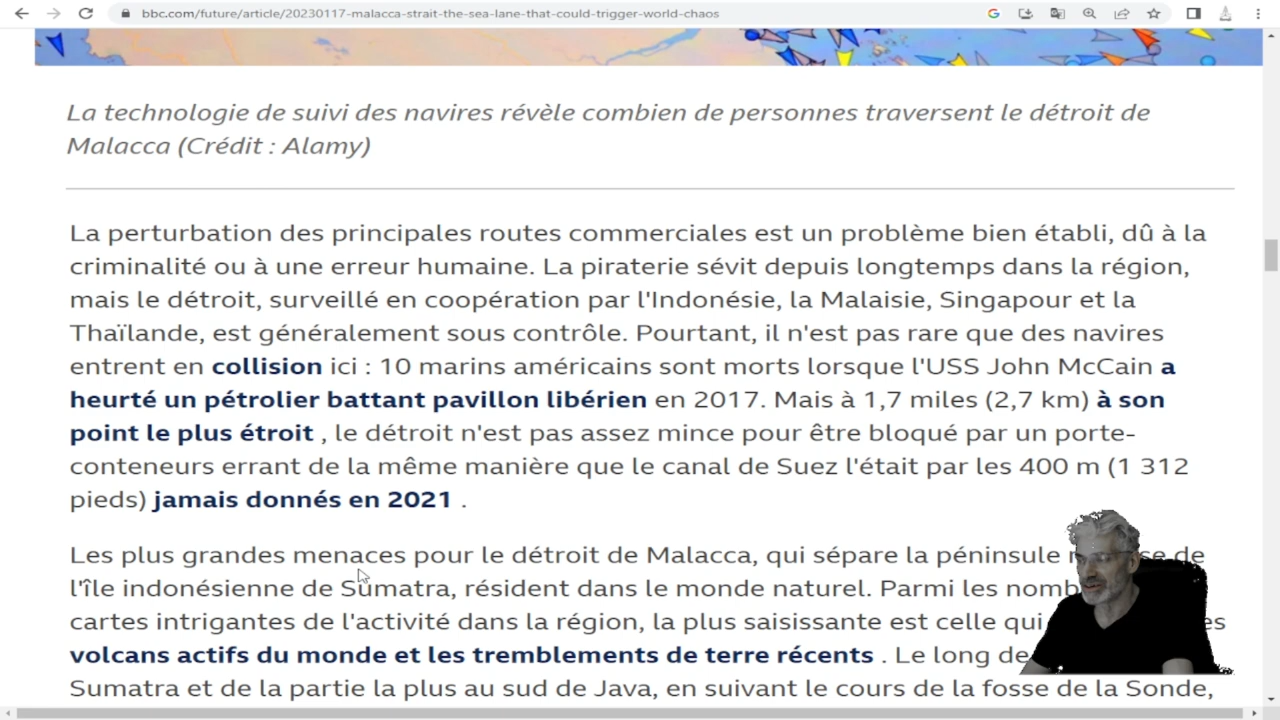 bbc.com/future/article/20230117-malacca-strait-the-sea-lane-that-could-trigger-world-chaos
La technologie de suivi des navires révèle combien de personnes traversent le détroit de
Malacca (Crédit : Alamy)
La perturbation des principales routes commerciales est un problème bien établi, dû à la
criminalité ou à une erreur humaine. La piraterie sévit depuis longtemps dans la région,
mais le détroit, surveillé en coopération par l'Indonésie, la Malaisie, Singapour et la
Thaïlande, est généralement sous contrôle. Pourtant, il n'est pas rare que des navires
entrent en collision ici : 10 marins américains sont morts lorsque l'USS John McCain a
heurté un pétrolier battant pavillon libérien en 2017. Mais à 1,7 miles (2,7 km) à son
point le plus étroit , le détroit n'est pas assez mince pour être bloqué par un porte-
conteneurs errant de la même manière que le canal de Suez l'était par les 400 m (1 312
pieds) jamais donnés en 2021 .
Les plus grandes menaces pour le détroit de Malacca, qui sépare la péninsule de
l'île indonésienne de Sumatra, résident dans le monde naturel. Parmi les
cartes intrigantes de l'activité dans la région, la plus saisissante est celle qui
volcans actifs du monde et les tremblements de terre récents . Le long de
Sumatra et de la partie la plus au sud de Java, en suivant le cours de la fosse de la Sonde,